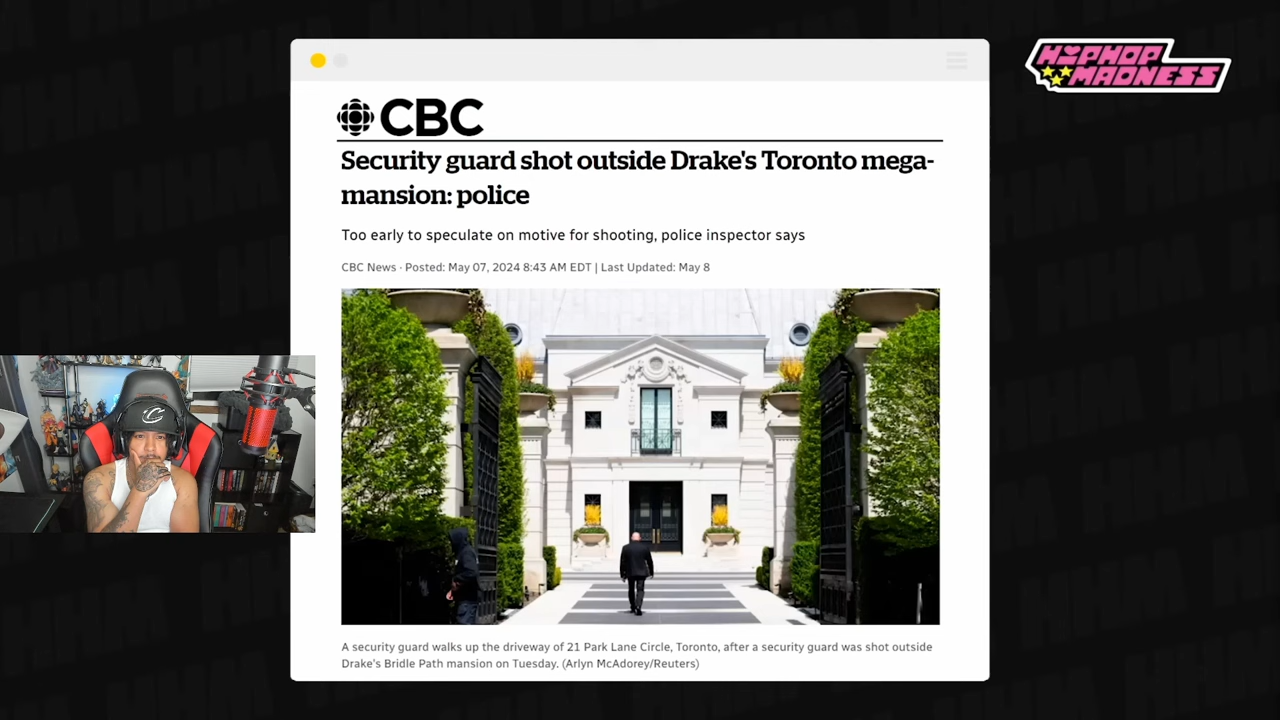 HIPHOP
MADNESS
CBC
Security guard shot outside Drake's Toronto mega-
mansion: police
Too early to speculate on motive for shooting, police inspector says
CBC News · Posted: May 07, 2024 8:43 AM EDT | Last Updated: May 8
A security guard walks up the driveway of 21 Park Lane Circle, Toronto, after a security guard was shot outside
Drake's Bridle Path mansion on Tuesday. (Arlyn McAdorey/Reuters)